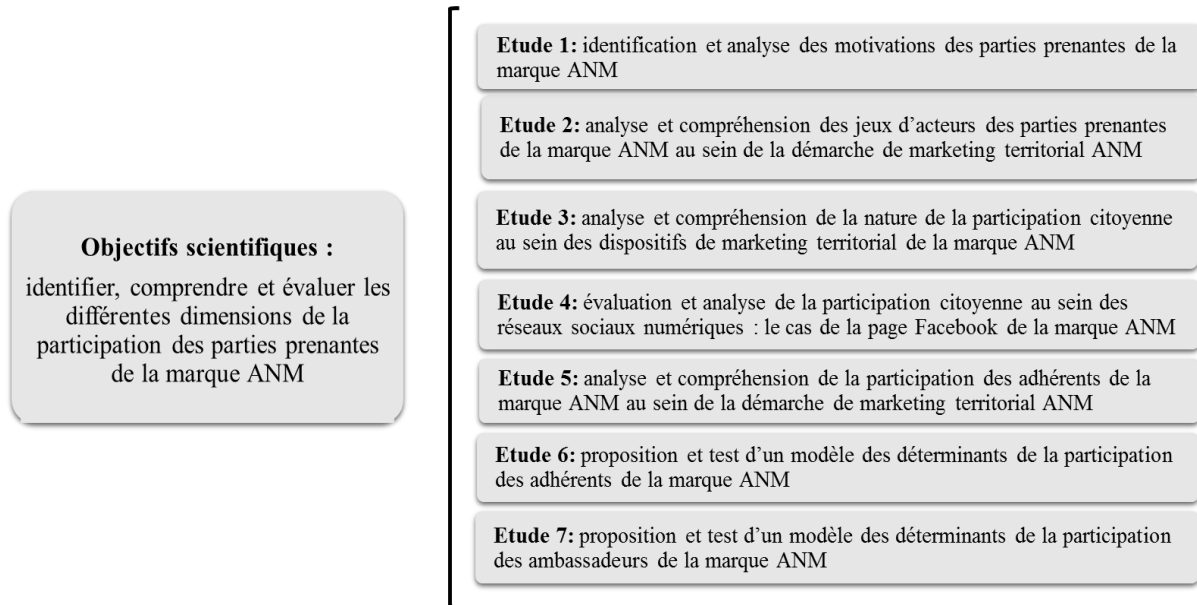 Objectifs scientifiques :
identifier, comprendre et évaluer les
différentes dimensions de la
participation des parties prenantes
de la marque ANM
Etude 1: identification et analyse des motivations des parties prenantes de la
marque ANM
Etude 2: analyse et compréhension des jeux d’acteurs des parties prenantes
de la marque ANM au sein de la démarche de marketing territorial ANM
Etude 3: analyse et compréhension de la nature de la participation citoyenne
au sein des dispositifs de marketing territorial de la marque ANM
Etude 4: évaluation et analyse de la participation citoyenne au sein des
réseaux sociaux numériques : le cas de la page Facebook de la marque ANM
Etude 5: analyse et compréhension de la participation des adhérents de la
marque ANM au sein de la démarche de marketing territorial ANM
Etude 6: proposition et test d’un modèle des déterminants de la participation
des adhérents de la marque ANM
Etude 7: proposition et test d’un modèle des déterminants de la participation
des ambassadeurs de la marque ANM